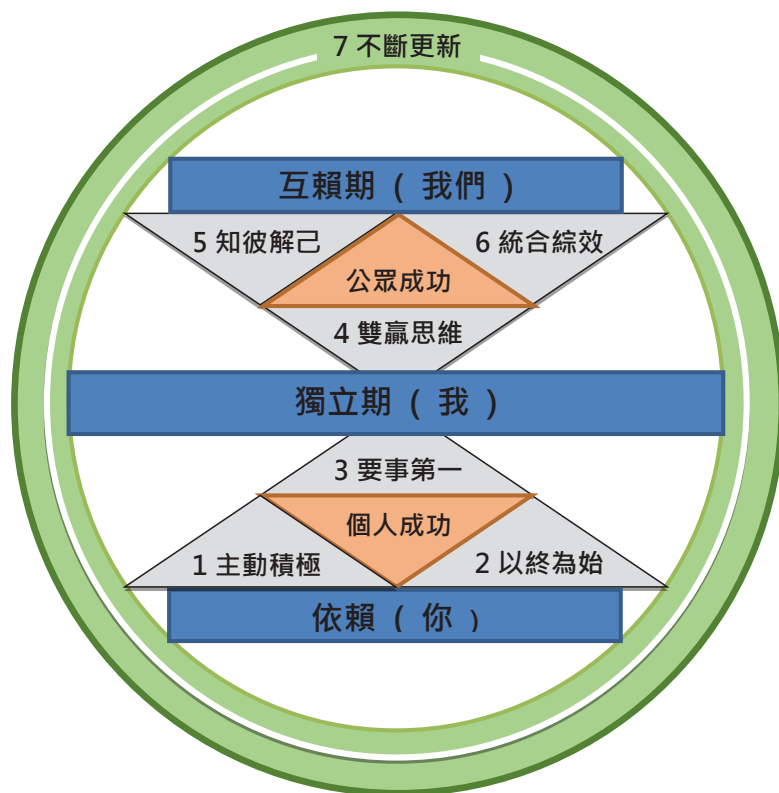 7 不斷更新
互賴期 ( 我們 )
5 知彼解己
6 統合綜效
公眾成功
4 雙贏思維
獨立期 ( 我 )
3 要事第一
個人成功
1 主動積極
2 以終為始
依賴 ( 你 )